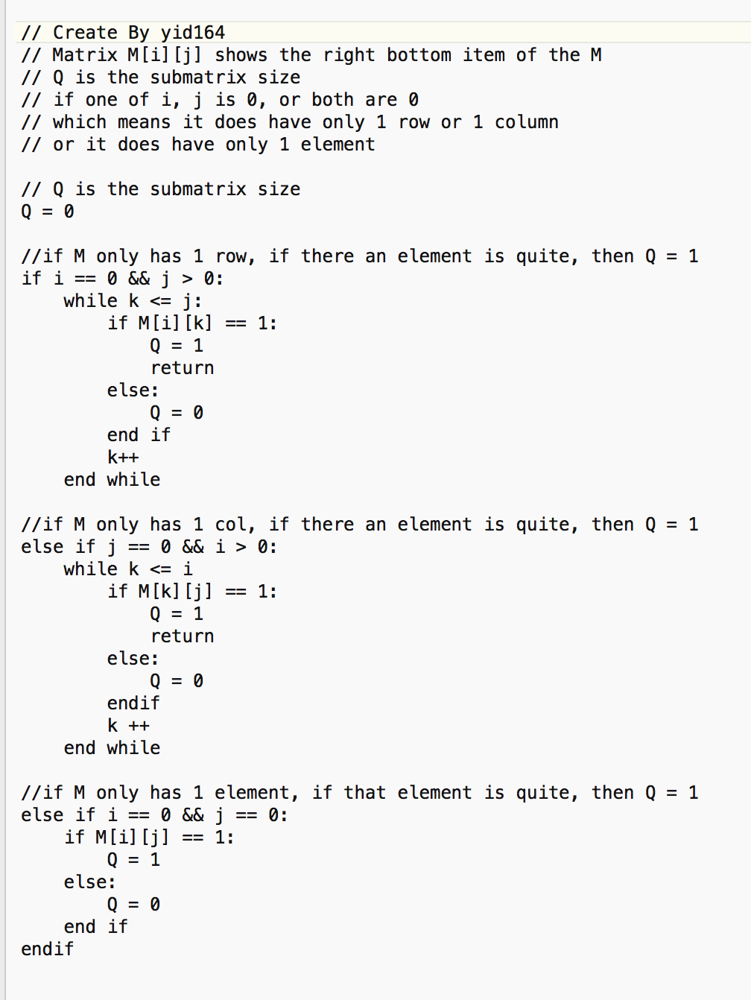 // Create By yid164
// Matrix M[i][j] shows the right bottom item of the M
// Q is the submatrix size
// if one of i, j is 0, or both are 0
// which means it does have only 1 row or 1 column
// or it does have only 1 element

// Q is the submatrix size
Q = 0

//if M only has 1 row, if there an element is quite, then Q = 1
if i == 0 && j > 0:
    while k <= j:
        if M[i][k] == 1:
            Q = 1
            return
        else:
            Q = 0
        end if
        k++
    end while

//if M only has 1 col, if there an element is quite, then Q = 1
else if j == 0 && i > 0:
    while k <= i
        if M[k][j] == 1:
            Q = 1
            return
        else:
            Q = 0
        endif
        k ++
    end while

//if M only has 1 element, if that element is quite, then Q = 1
else if i == 0 && j == 0:
    if M[i][j] == 1:
        Q = 1
    else:
        Q = 0
    end if
endif